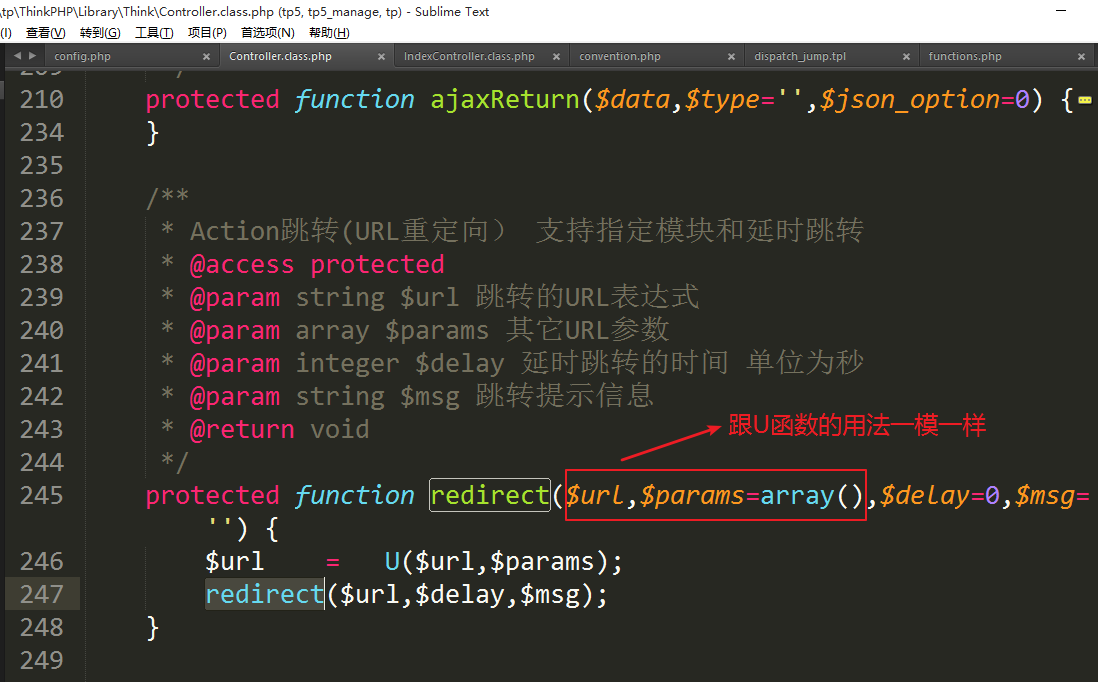 \tp\ThinkPHP\Library\Think\Controller.class.php (tp5, tp5_manage, tp) - Sublime Text
(I) 查看(V) 转到(G) 工具(T) 项目(P) 首选项(N) 帮助(H)
config.php × Controller.class.php × IndexController.class.php × convention.php × dispatch_jump.tpl × functions.php ×
209 */
210 protected function ajaxReturn($data,$type='',$json_option=0) {
234 }
235
236 /**
237 * Action跳转(URL重定向） 支持指定模块和延时跳转
238 * @access protected
239 * @param string $url 跳转的URL表达式
240 * @param array $params 其它URL参数
241 * @param integer $delay 延时跳转的时间 单位为秒
242 * @param string $msg 跳转提示信息
243 * @return void
跟U函数的用法一模一样
244 */
245 protected function redirect($url,$params=array(),$delay=0,$msg=
'') {
246 $url = U($url,$params);
247 redirect($url,$delay,$msg);
248 }
249